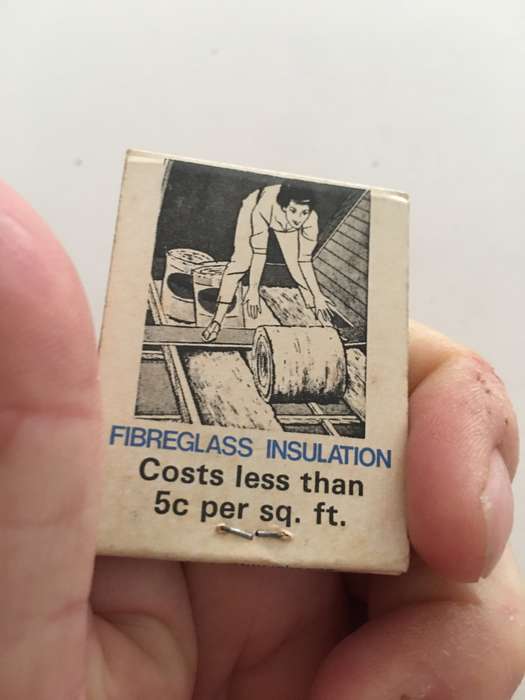 FIBREGLASS INSULATION
Costs less than
5c per sq. ft.